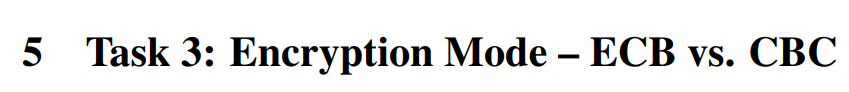 5 Task 3: Encryption Mode – ECB vs. CBC